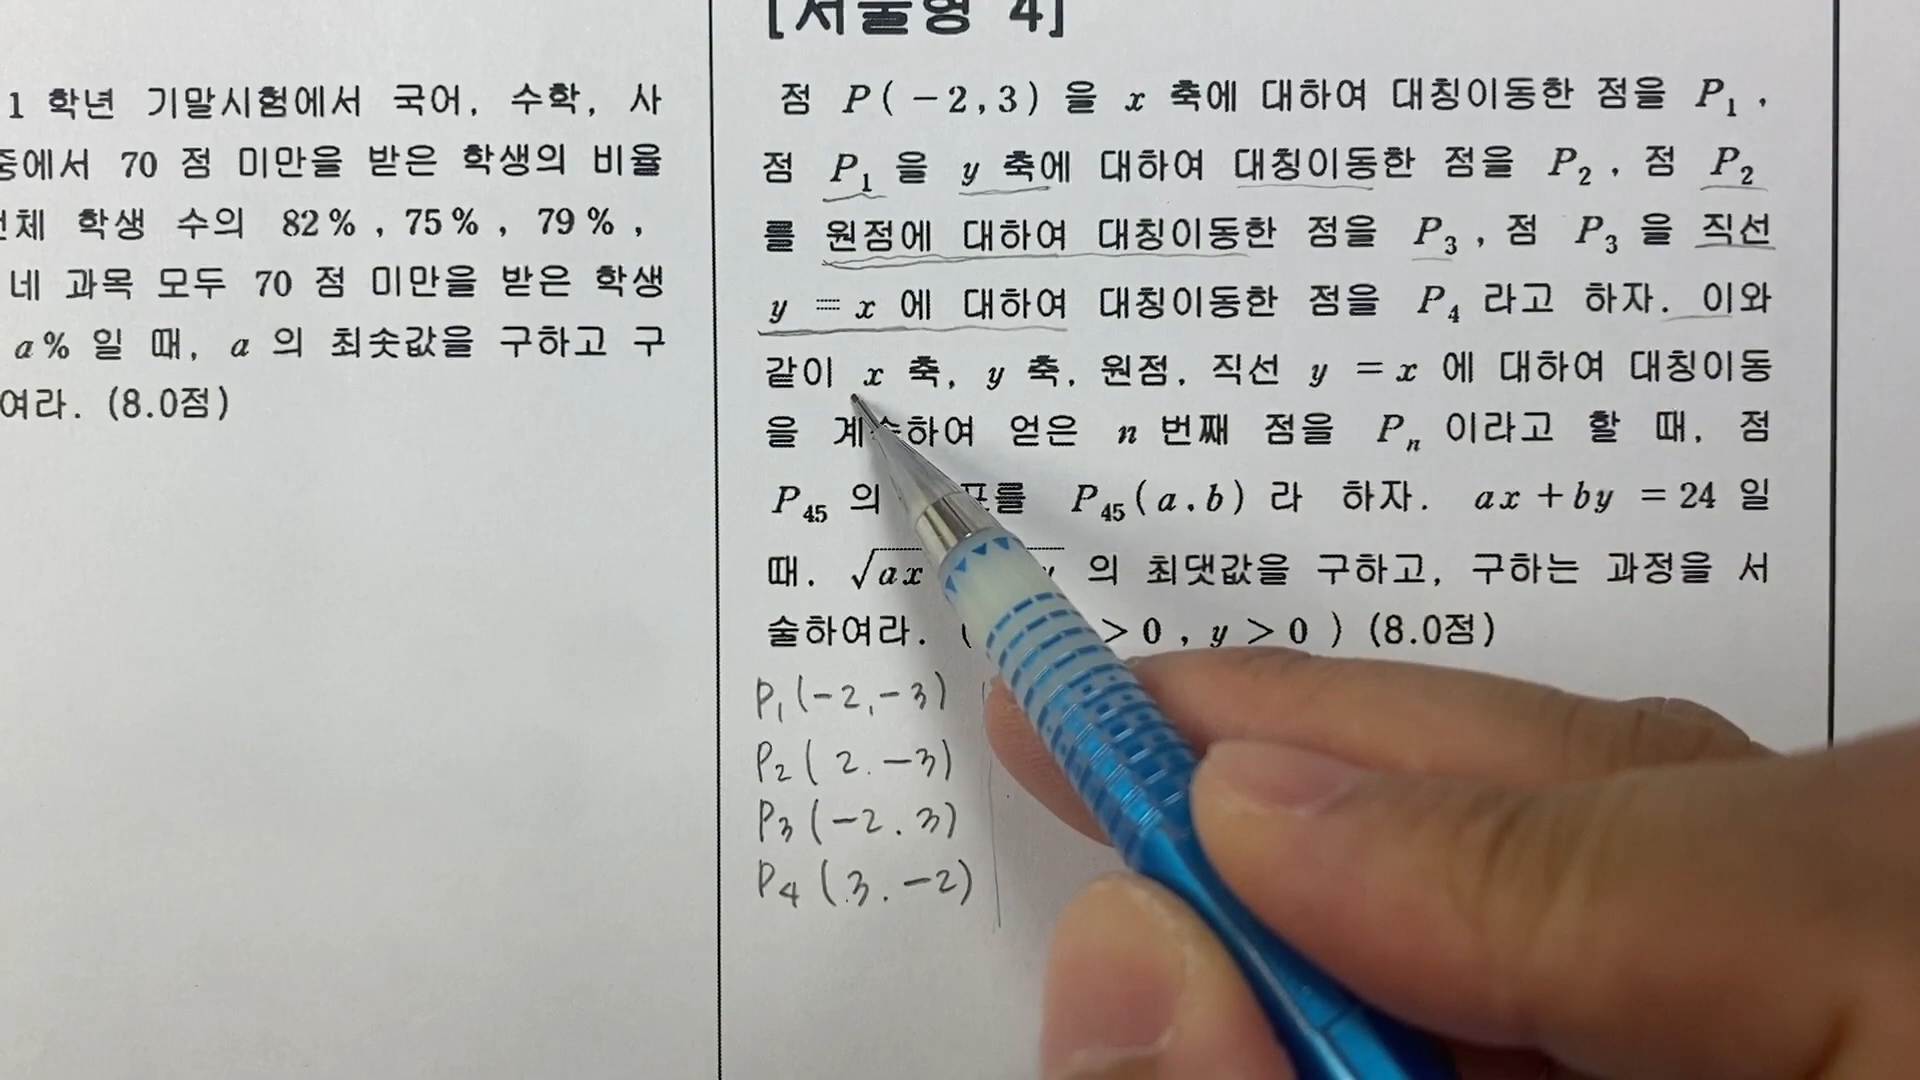 1 학년 기말시험에서 국어, 수학, 사
중에서 70 점 미만을 받은 학생의 비율
전체 학생 수의 82 % , 75 % , 79 % ,
네 과목 모두 70 점 미만을 받은 학생
a % 일 때, a 의 최솟값을 구하고 구
여라. (8.0점)
[서술형 4]
점 P ( - 2 , 3 ) 을 x 축에 대하여 대칭이동한 점을 P₁ ,
점 P₁ 을 y 축에 대하여 대칭이동한 점을 P₂ , 점 P₂
를 원점에 대하여 대칭이동한 점을 P₃ , 점 P₃ 을 직선
y = x 에 대하여 대칭이동한 점을 P₄ 라고 하자. 이와
같이 x 축, y 축, 원점, 직선 y = x 에 대하여 대칭이동
을 계속하여 얻은 n 번째 점을 Pₙ 이라고 할 때, 점
P₄₅ 의 표를 P₄₅ ( a , b ) 라 하자. ax + by = 24 일
때, √ax y 의 최댓값을 구하고, 구하는 과정을 서
술하여라. ( > 0 , y > 0 ) (8.0점)
P₁(-2,-3)
P₂( 2. -3)
P₃(-2. 3)
P₄(3. -2)